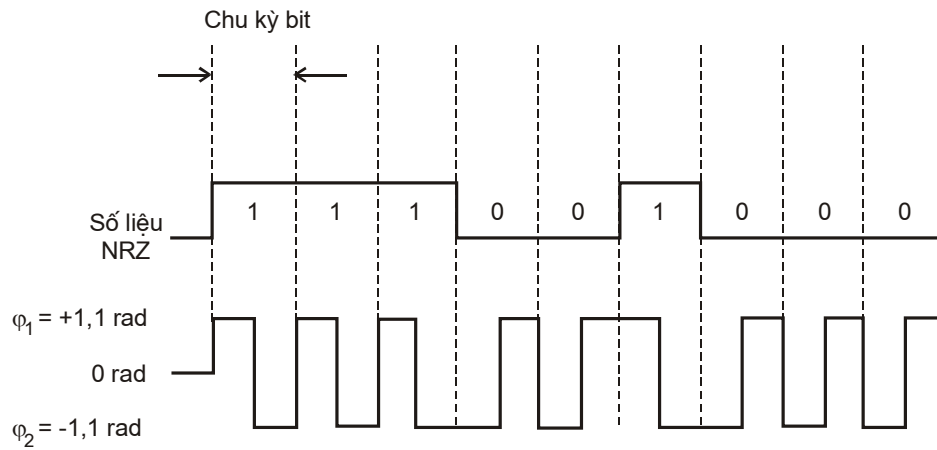 Chu kỳ bit
1 1 1 0 0 1 0 0 0
Số liệu
NRZ
φ1 = +1,1 rad
0 rad
φ2 = -1,1 rad